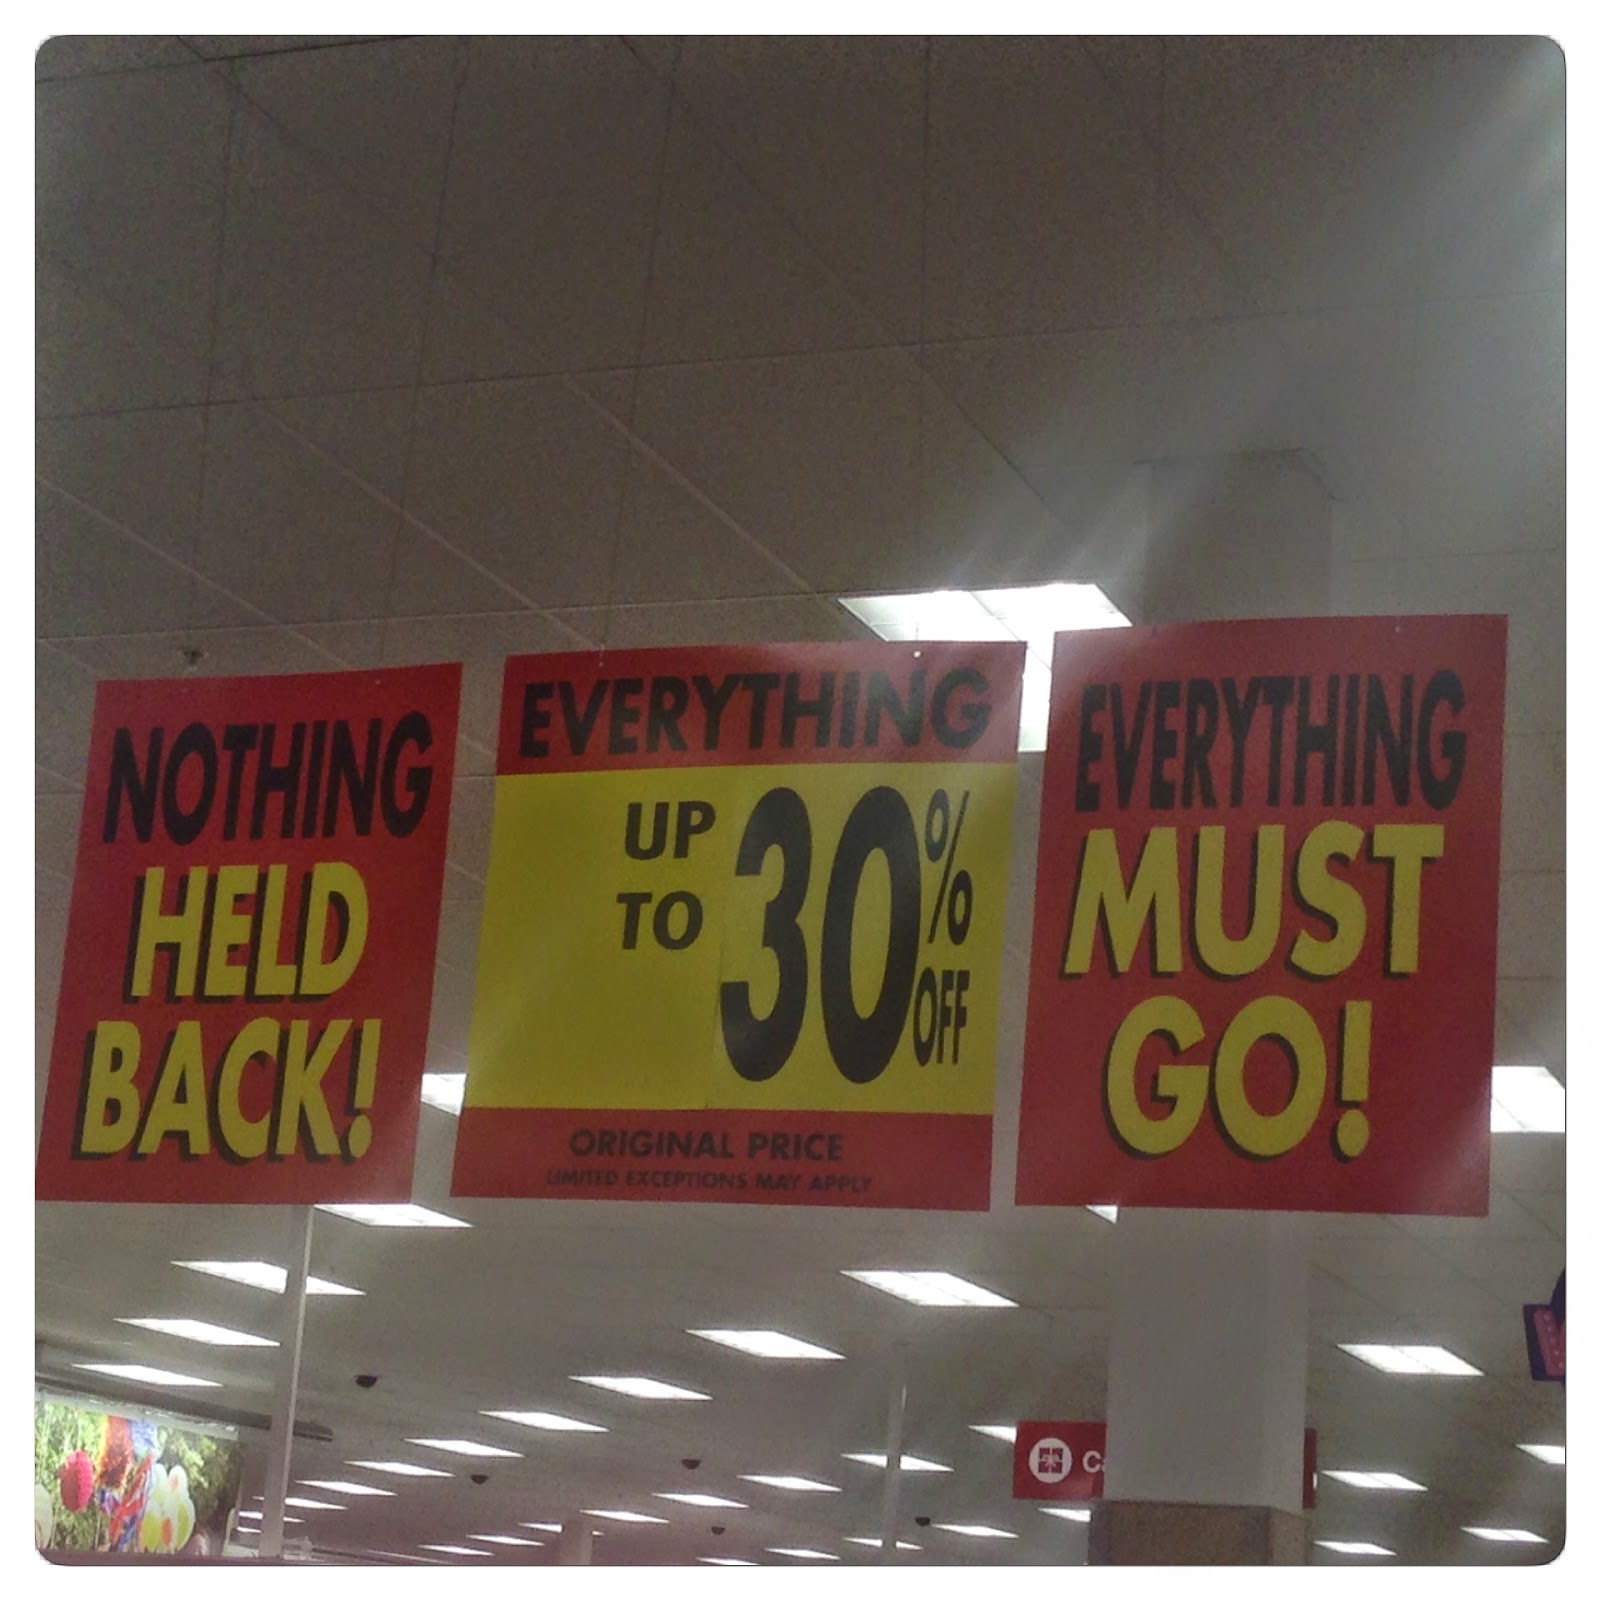 NOTHING
HELD
BACK!
EVERYTHING
UP
TO
30%
OFF
ORIGINAL PRICE
LIMITED EXCEPTIONS MAY APPLY
EVERYTHING
MUST
GO!